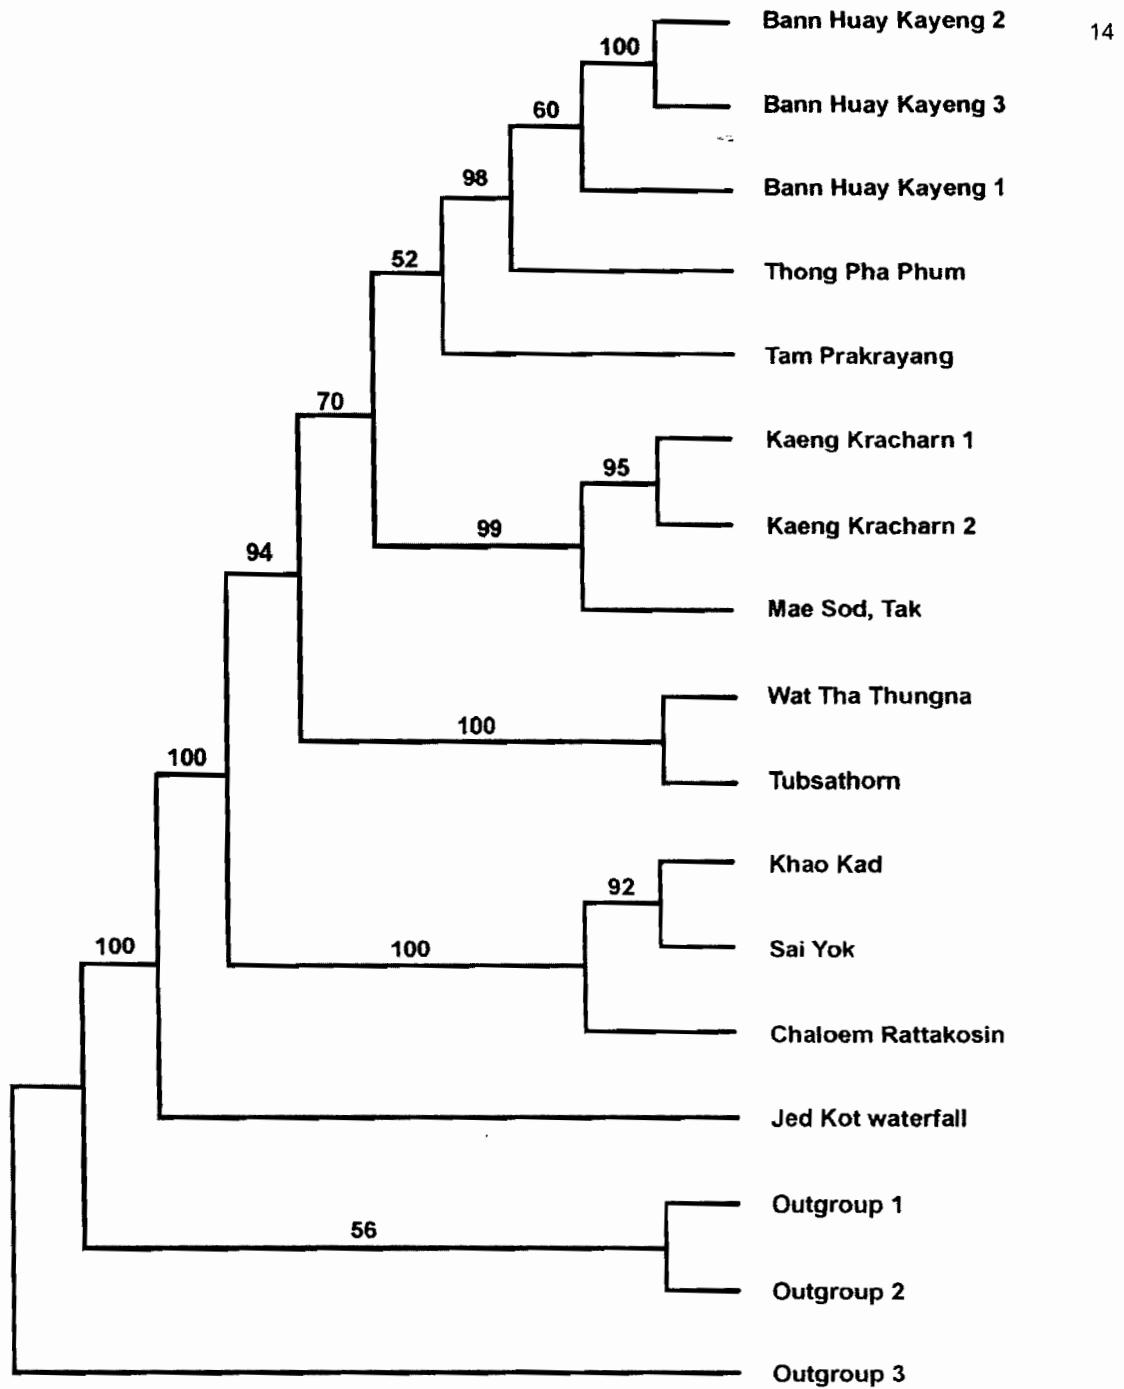 Bann Huay Kayeng 2
14
100
Bann Huay Kayeng 3
60
Bann Huay Kayeng 1
98
52
Thong Pha Phum
Tam Prakrayang
70
Kaeng Kracharn 1
95
99
Kaeng Kracharn 2
94
Mae Sod, Tak
Wat Tha Thungna
100
100
Tubsathorn
Khao Kad
92
100
100
Sai Yok
Chaloem Rattakosin
Jed Kot waterfall
Outgroup 1
56
Outgroup 2
Outgroup 3